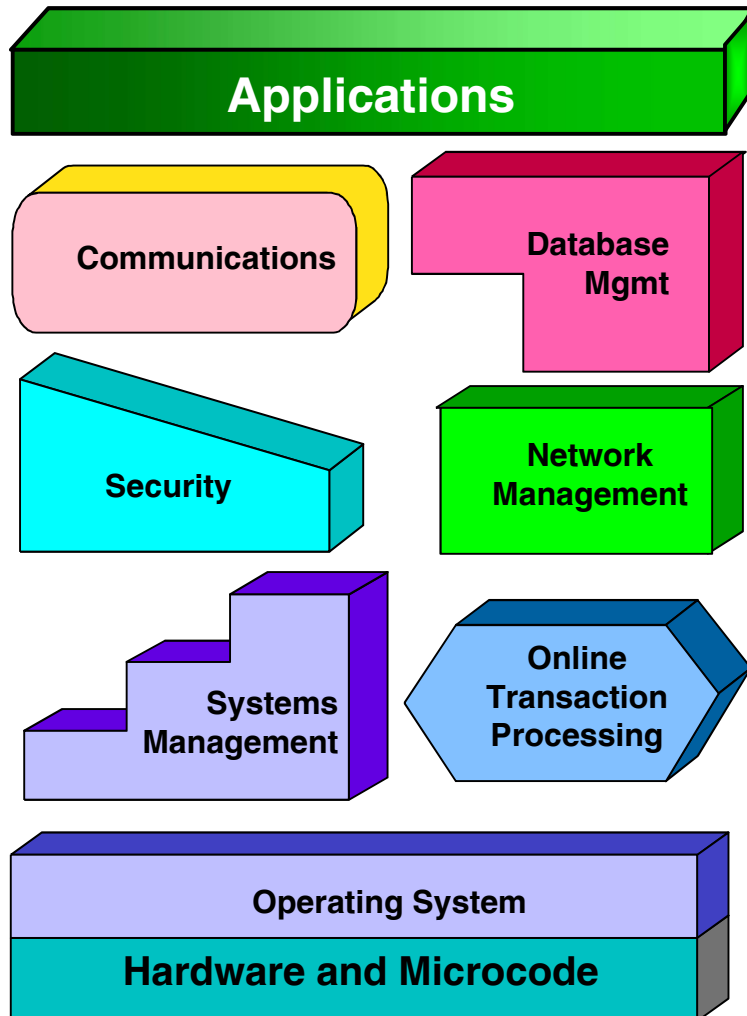 Applications
Communications
Database
Mgmt
Security
Network
Management
Systems
Management
Online
Transaction
Processing
Operating System
Hardware and Microcode